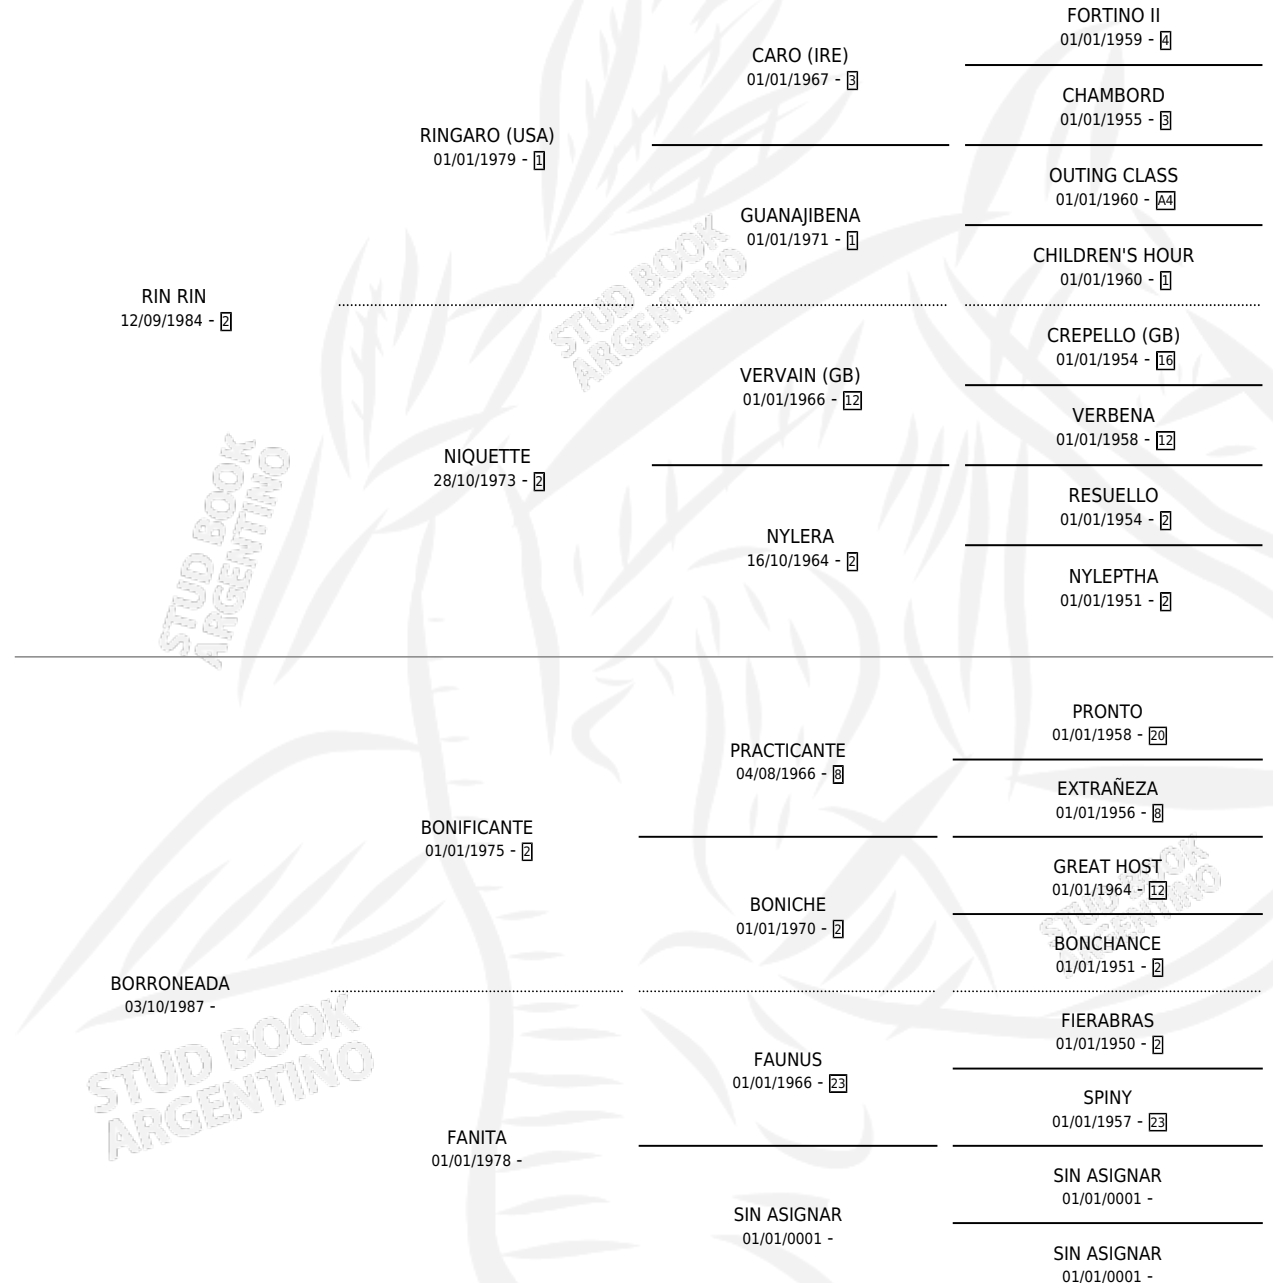 FORTINO II
01/01/1959 - 4
CARO (IRE)
01/01/1967 - 3
CHAMBORD
01/01/1955 - 3
RINGARO (USA)
01/01/1979 - 1
OUTING CLASS
01/01/1960 - A4
GUANAJIBENA
01/01/1971 - 1
CHILDREN'S HOUR
01/01/1960 - 1
RIN RIN
12/09/1984 - 2
STUD BOOK
ARGENTINO
CREPELLO (GB)
01/01/1954 - 16
VERVAIN (GB)
01/01/1966 - 12
VERBENA
01/01/1958 - 12
NIQUETTE
28/10/1973 - 2
RESUELLO
01/01/1954 - 2
NYLERA
16/10/1964 - 2
NYLEPTHA
01/01/1951 - 2
STUD BOOK
ARGENTINO
PRONTO
01/01/1958 - 20
PRACTICANTE
04/08/1966 - 8
EXTRAÑEZA
01/01/1956 - 8
BONIFICANTE
01/01/1975 - 2
GREAT HOST
01/01/1964 - 12
BONICHE
01/01/1970 - 2
STUD BOOK
ARGENTINO
BONCHANCE
01/01/1951 - 2
BORRONEADA
03/10/1987 -
FIERABRAS
01/01/1950 - 2
FAUNUS
01/01/1966 - 23
STUD BOOK
ARGENTINO
SPINY
01/01/1957 - 23
FANITA
01/01/1978 -
SIN ASIGNAR
01/01/0001 -
SIN ASIGNAR
01/01/0001 -
SIN ASIGNAR
01/01/0001 -